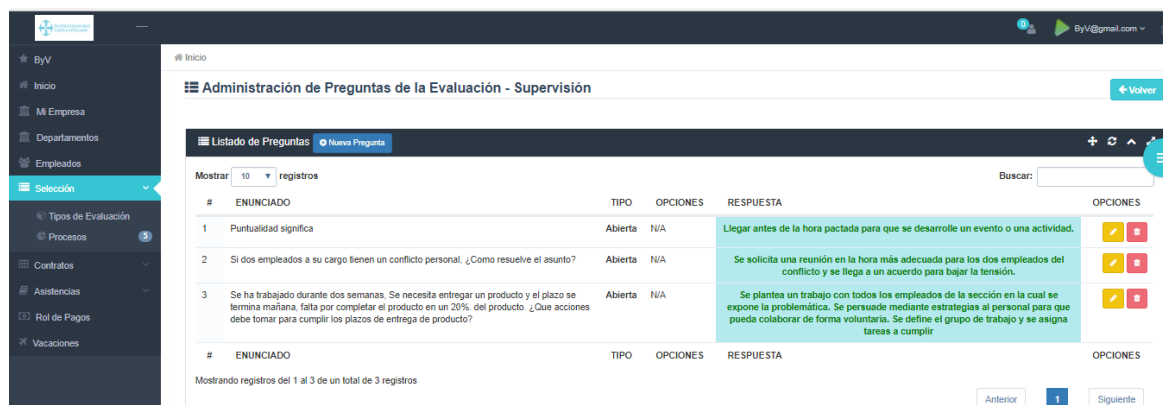 0
ByV@gmail.com
ByV
Inicio
Mi Empresa
Departamentos
Empleados
Selección
Tipos de Evaluación
Procesos 5
Contratos
Asistencias
Rol de Pagos
Vacaciones
Inicio
Administración de Preguntas de la Evaluación - Supervisión
Volver
Listado de Preguntas Nueva Pregunta
Mostrar 10 registros
Buscar:
# ENUNCIADO TIPO OPCIONES RESPUESTA OPCIONES
1 Puntualidad significa Abierta N/A Llegar antes de la hora pactada para que se desarrolle un evento o una actividad.
2 Si dos empleados a su cargo tienen un conflicto personal, ¿Como resuelve el asunto? Abierta N/A Se solicita una reunión en la hora más adecuada para los dos empleados del
conflicto y se llega a un acuerdo para bajar la tensión.
3 Se ha trabajado durante dos semanas, Se necesita entregar un producto y el plazo se Abierta N/A Se plantea un trabajo con todos los empleados de la sección en la cual se
termina mañana, falta por completar el producto en un 20%. del producto. ¿Que acciones expone la problemática. Se persuade mediante estrategias al personal para que
debe tomar para cumplir los plazos de entrega de producto? pueda colaborar de forma voluntaria. Se define el grupo de trabajo y se asigna
tareas a cumplir
# ENUNCIADO TIPO OPCIONES RESPUESTA OPCIONES
Mostrando registros del 1 al 3 de un total de 3 registros
Anterior 1 Siguiente